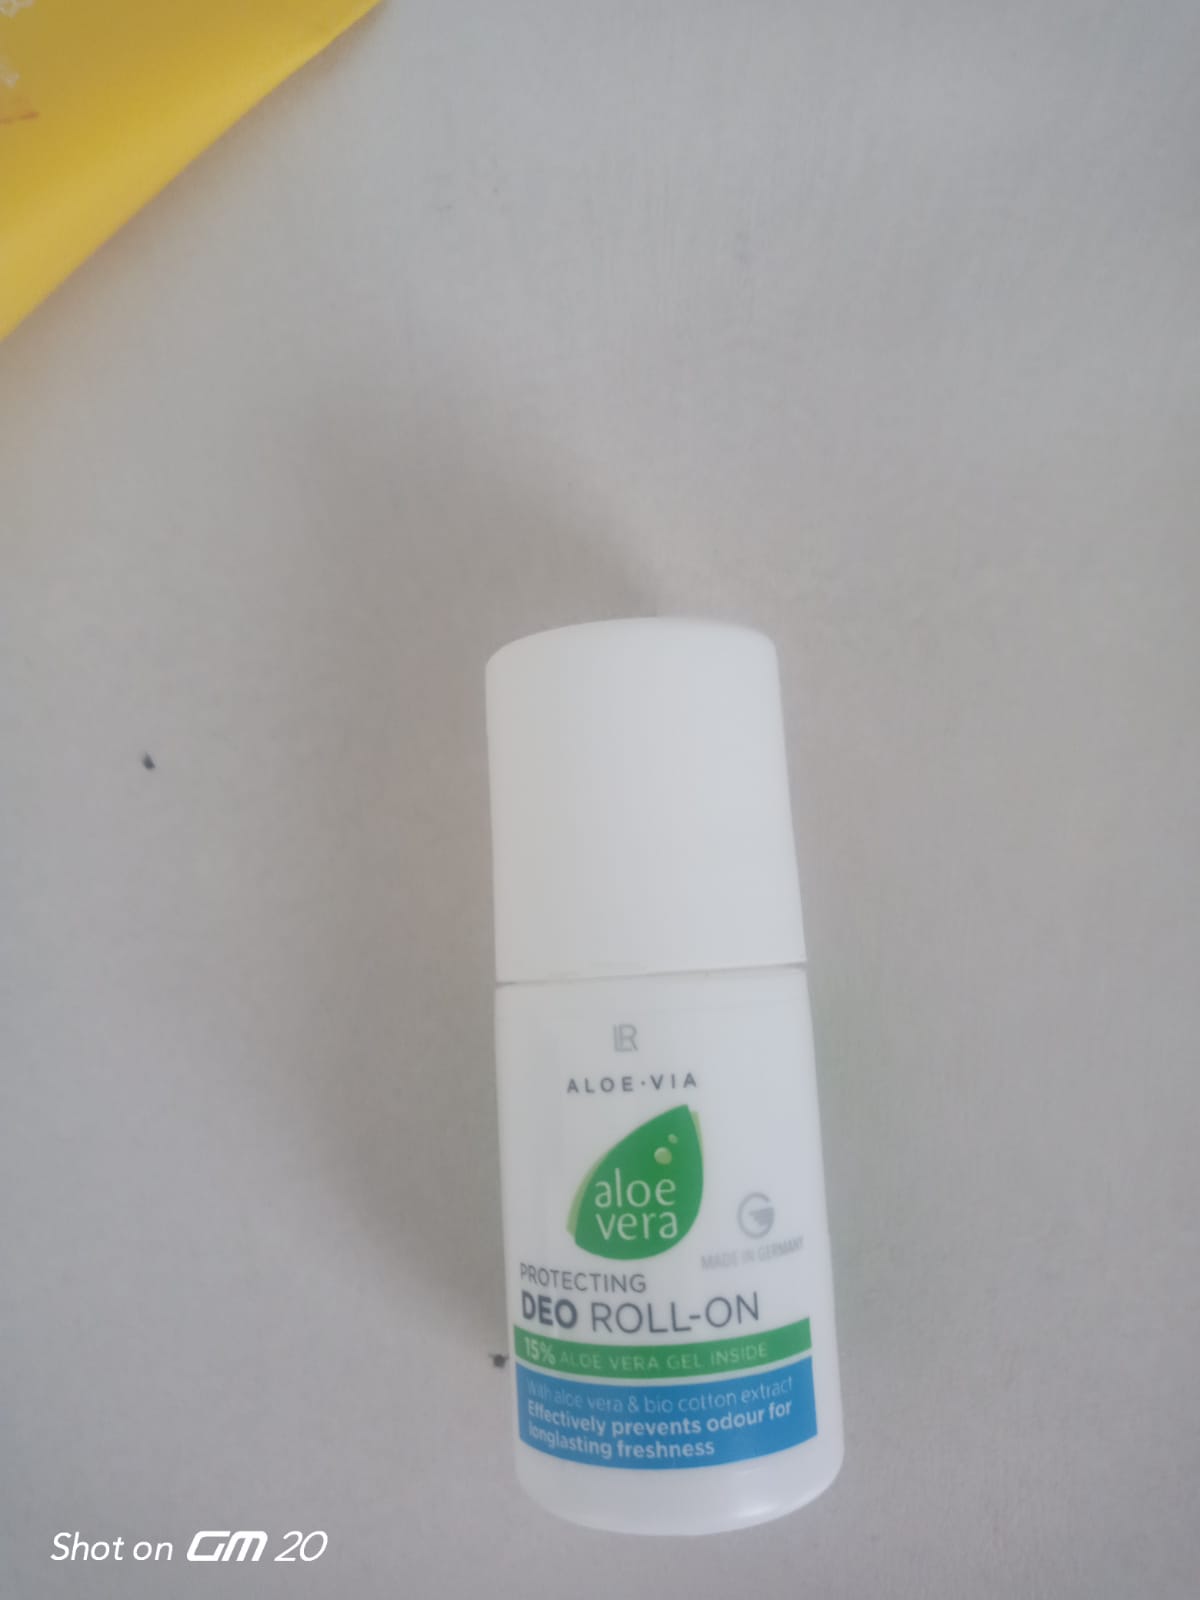 LR
ALOE·VIA
aloe
vera
MADE IN GERMANY
PROTECTING
DEO ROLL-ON
15% ALOE VERA GEL INSIDE
With aloe vera & bio cotton extract
Effectively prevents odour for
longlasting freshness
Shot on GM 20